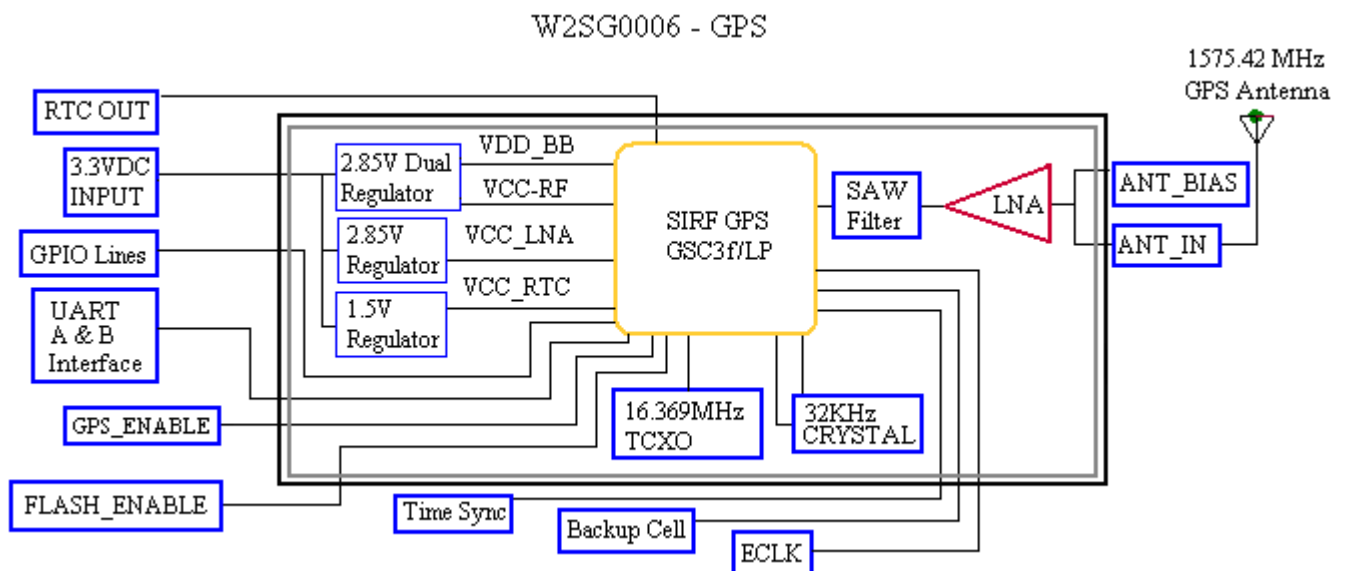 W2SG0006 - GPS
1575.42 MHz
GPS Antenna
RTC OUT
3.3VDC
INPUT
GPIO Lines
UART
A & B
Interface
GPS_ENABLE
FLASH_ENABLE
2.85V Dual
Regulator
2.85V
Regulator
1.5V
Regulator
VDD_BB
VCC-RF
VCC_LNA
VCC_RTC
SIRF GPS
GSC3f/LP
SAW
Filter
LNA
ANT_BIAS
ANT_IN
16.369MHz
TCXO
32KHz
CRYSTAL
Time Sync
Backup Cell
ECLK